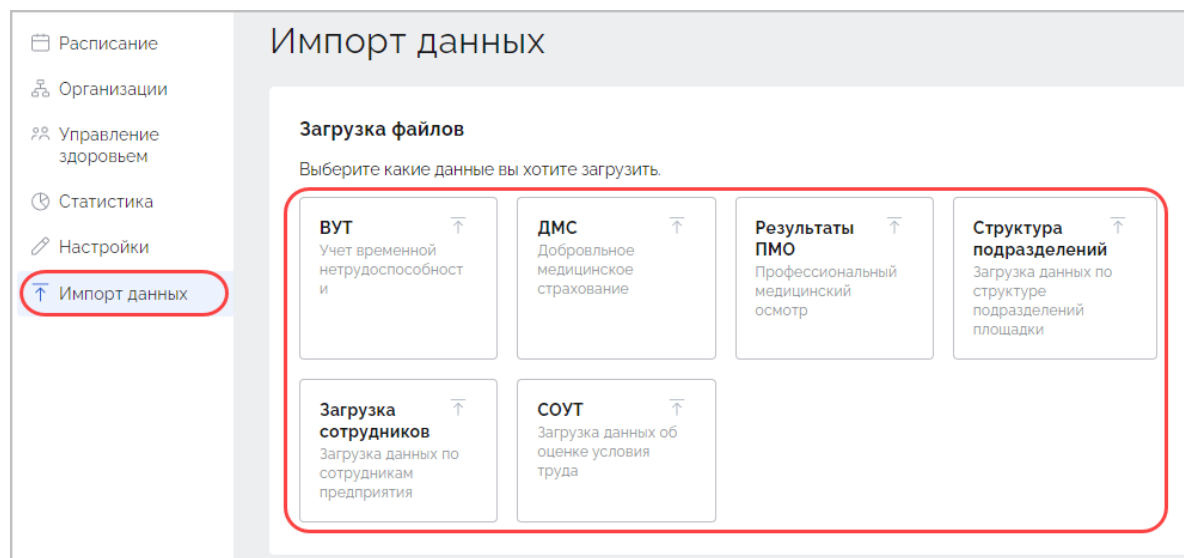 Расписание
Организации
Управление
здоровьем
Статистика
Настройки
Импорт данных
Импорт данных
Загрузка файлов
Выберите какие данные вы хотите загрузить.
ВУТ
Учет временной
нетрудоспособност
и
ДМС
Добровльное
медицинское
страхование
Результаты
ПМО
Профессиональный
медицинский
осмотр
Структура
подразделений
Загрузка данных по
структуре
подразделений
площадки
Загрузка
сотрудников
Загрузка данных по
сотрудникам
предприятия
СОУТ
Загрузка данных об
оценке условия
труда